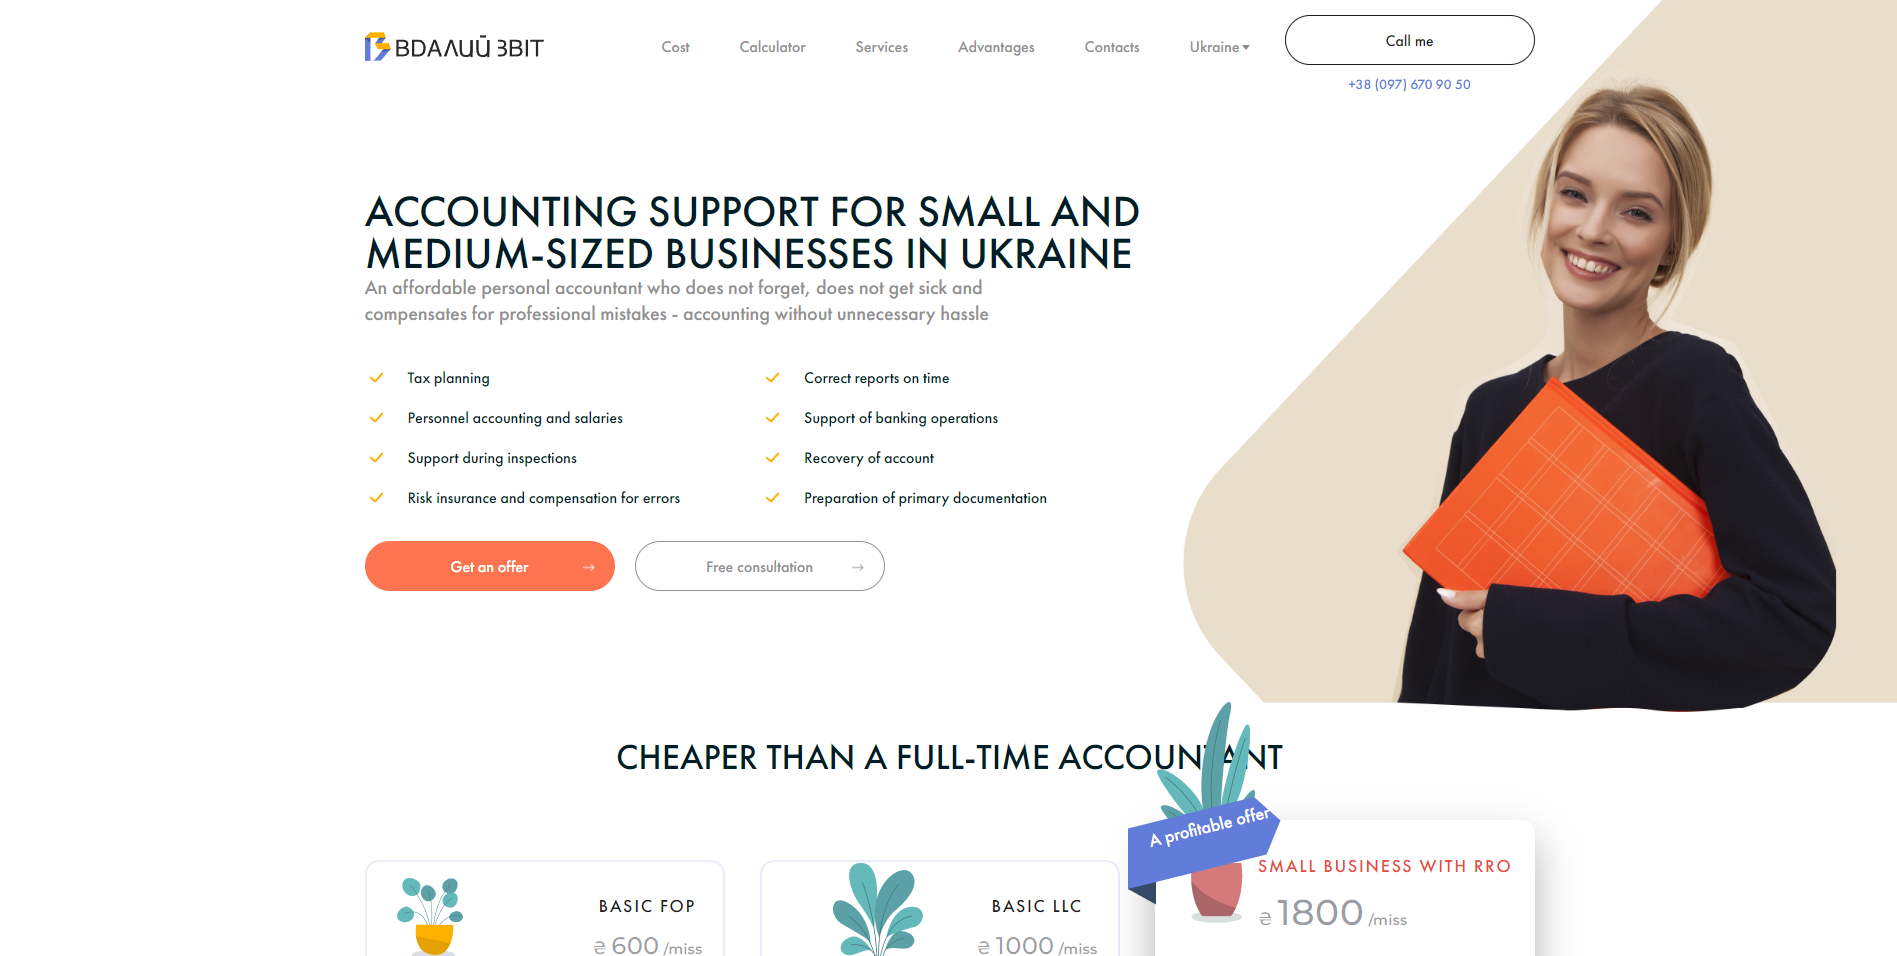 ВДАЛИЙ ЗВІТ
Cost
Calculator
Services
Advantages
Contacts
Ukraine
Call me
+38 (097) 670 90 50
ACCOUNTING SUPPORT FOR SMALL AND
MEDIUM-SIZED BUSINESSES IN UKRAINE
An affordable personal accountant who does not forget, does not get sick and
compensates for professional mistakes - accounting without unnecessary hassle
Tax planning
Correct reports on time
Personnel accounting and salaries
Support of banking operations
Support during inspections
Recovery of account
Risk insurance and compensation for errors
Preparation of primary documentation
Get an offer →
Free consultation →
CHEAPER THAN A FULL-TIME ACCOUNTANT
BASIC FOP
₴ 600 /miss
BASIC LLC
₴ 1000 /miss
A profitable offer
SMALL BUSINESS WITH RRO
₴ 1800 /miss